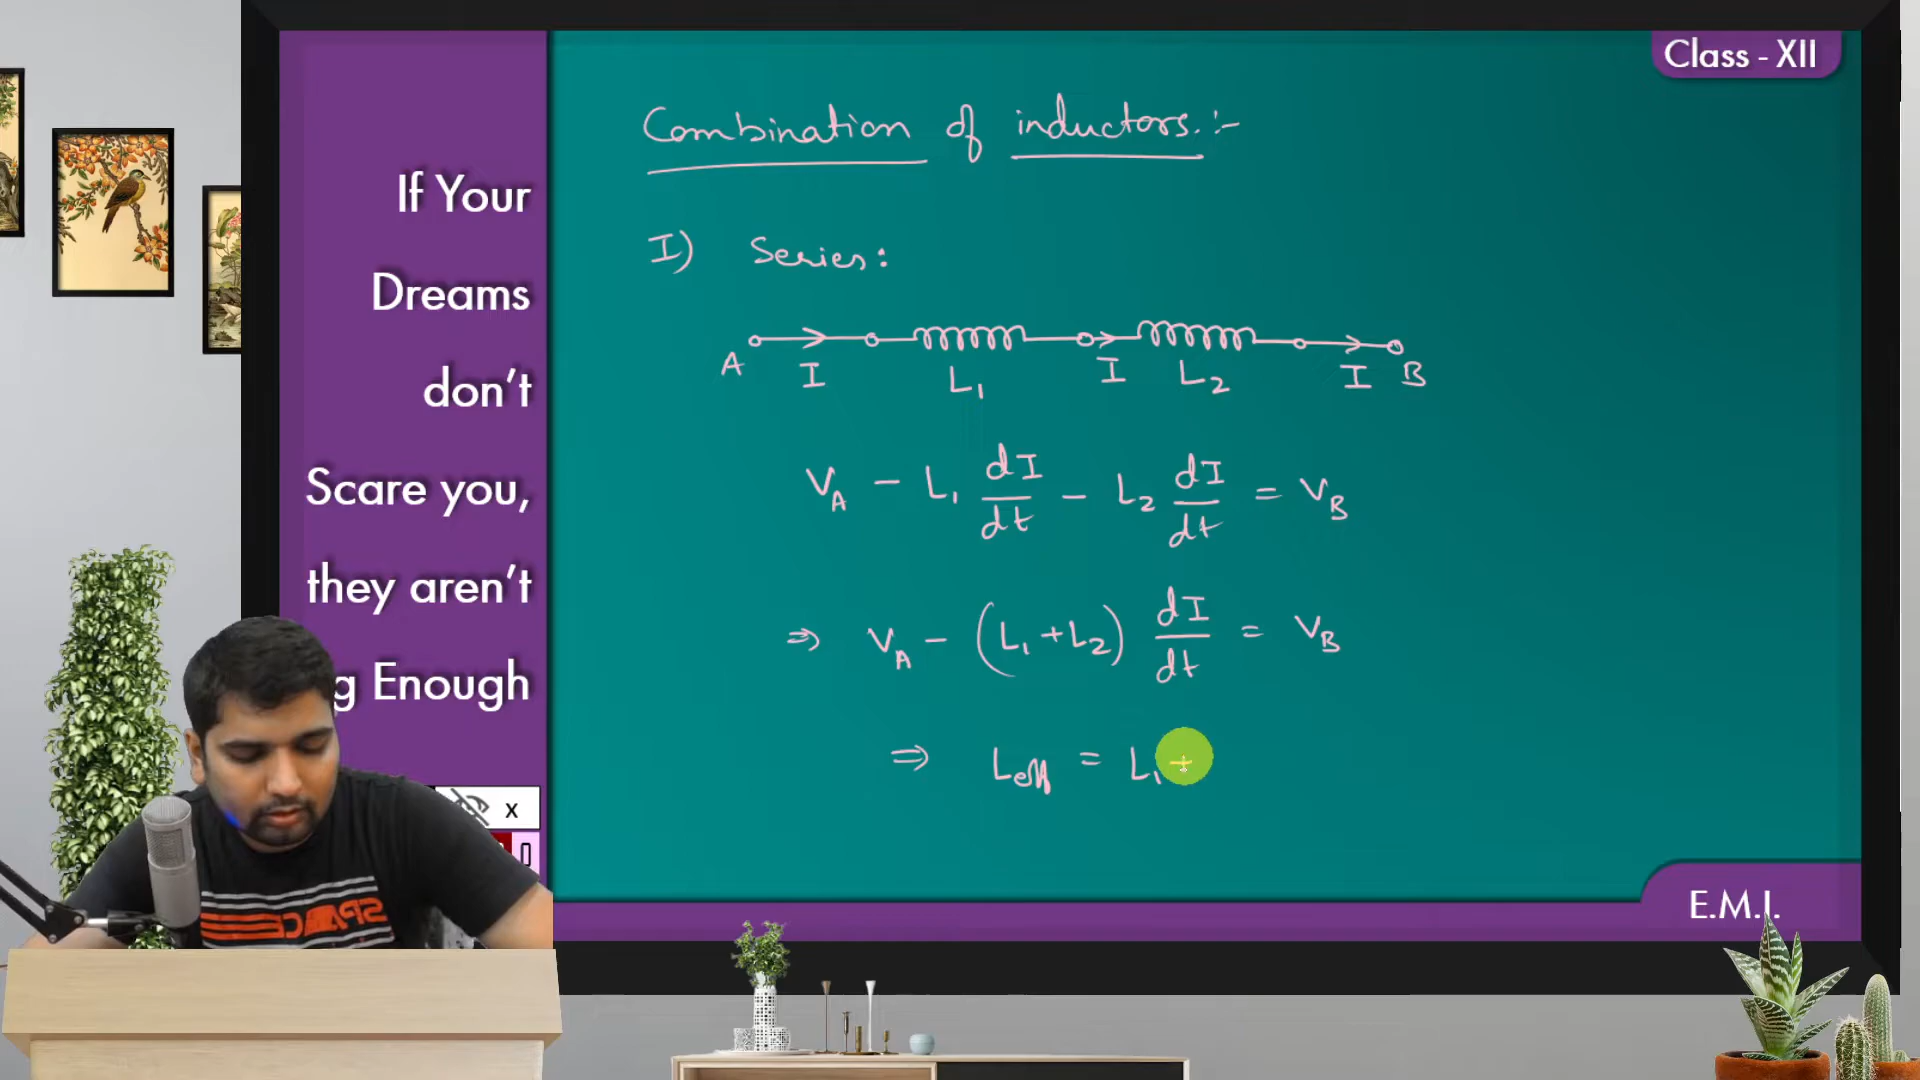 Class - XII
If Your
Dreams
don't
Scare you,
they aren't
g Enough
x
Combination of inductors. :-
I) Series:
A I L₁ I L₂ I B
V_A - L₁ dI/dt - L₂ dI/dt = V_B
⇒ V_A - (L₁ + L₂) dI/dt = V_B
⇒ L_eff = L₁ +
E.M.I.
SPACE